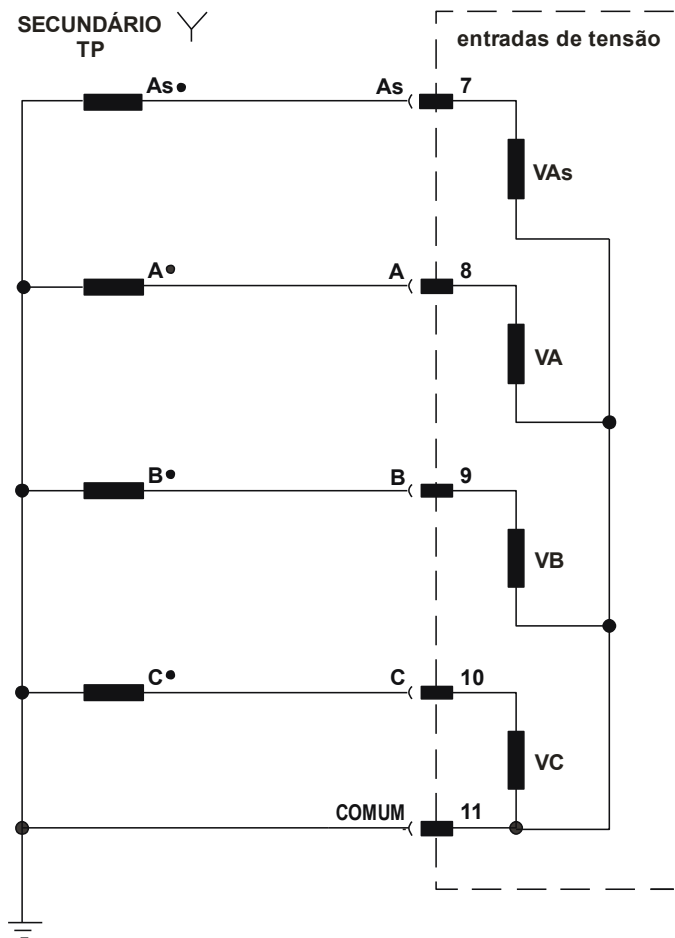 SECUNDÁRIO
TP
entradas de tensão
As
As
7
VAs
A
A
8
VA
B
B
9
VB
C
C
10
VC
COMUM
11